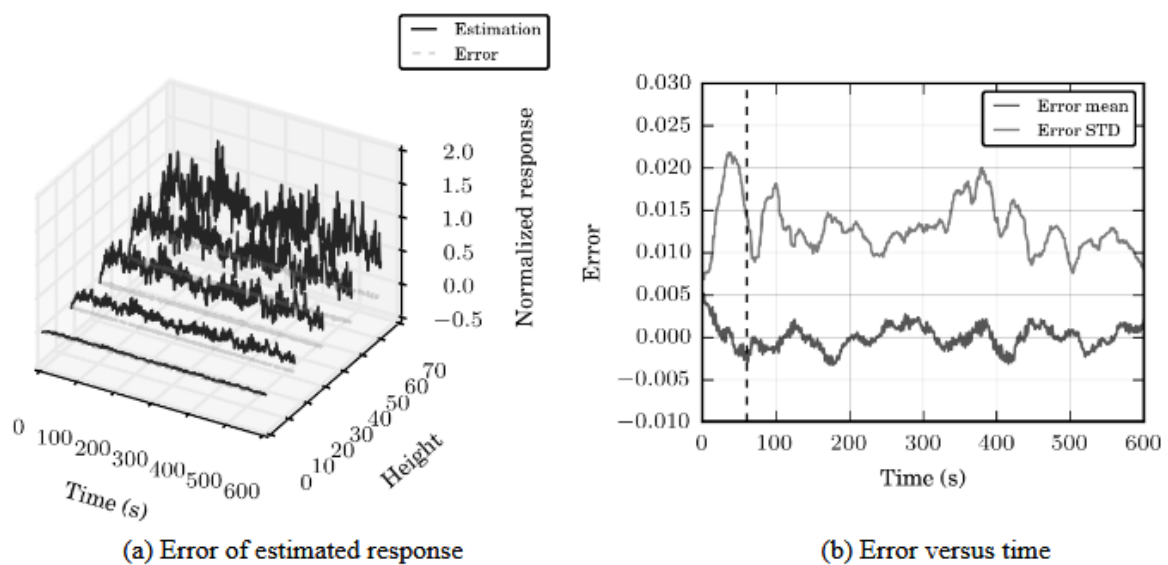 Estimation
Error
2.0
1.5
1.0
0.5
0.0
−0.5
Normalized response
0
100
200
300
400
500
600
Time (s)
0
10
20
30
40
50
60
70
Height
(a) Error of estimated response
0.030
0.025
0.020
0.015
0.010
0.005
0.000
−0.005
−0.010
Error
Error mean
Error STD
0 100 200 300 400 500 600
Time (s)
(b) Error versus time